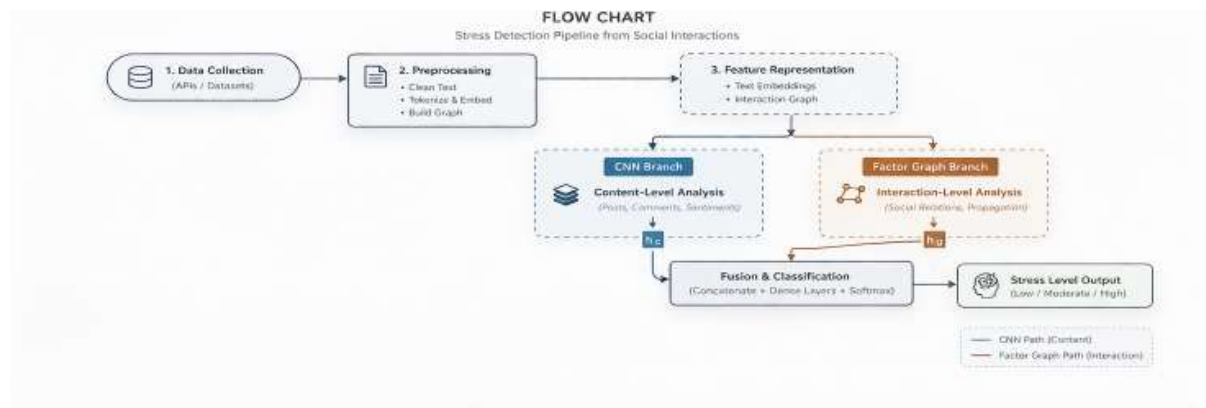 FLOW CHART
Stress Detection Pipeline from Social Interactions
1. Data Collection
(APIs / Datasets)
2. Preprocessing
• Clean Text
• Tokenize & Embed
• Build Graph
3. Feature Representation
• Text Embeddings
• Interaction Graph
CNN Branch
Content-Level Analysis
(Posts, Comments, Sentiments)
h c
Factor Graph Branch
Interaction-Level Analysis
(Social Relations, Propagation)
h g
Fusion & Classification
(Concatenate + Dense Layers + Softmax)
Stress Level Output
(Low / Moderate / High)
CNN Path (Content)
Factor Graph Path (Interaction)